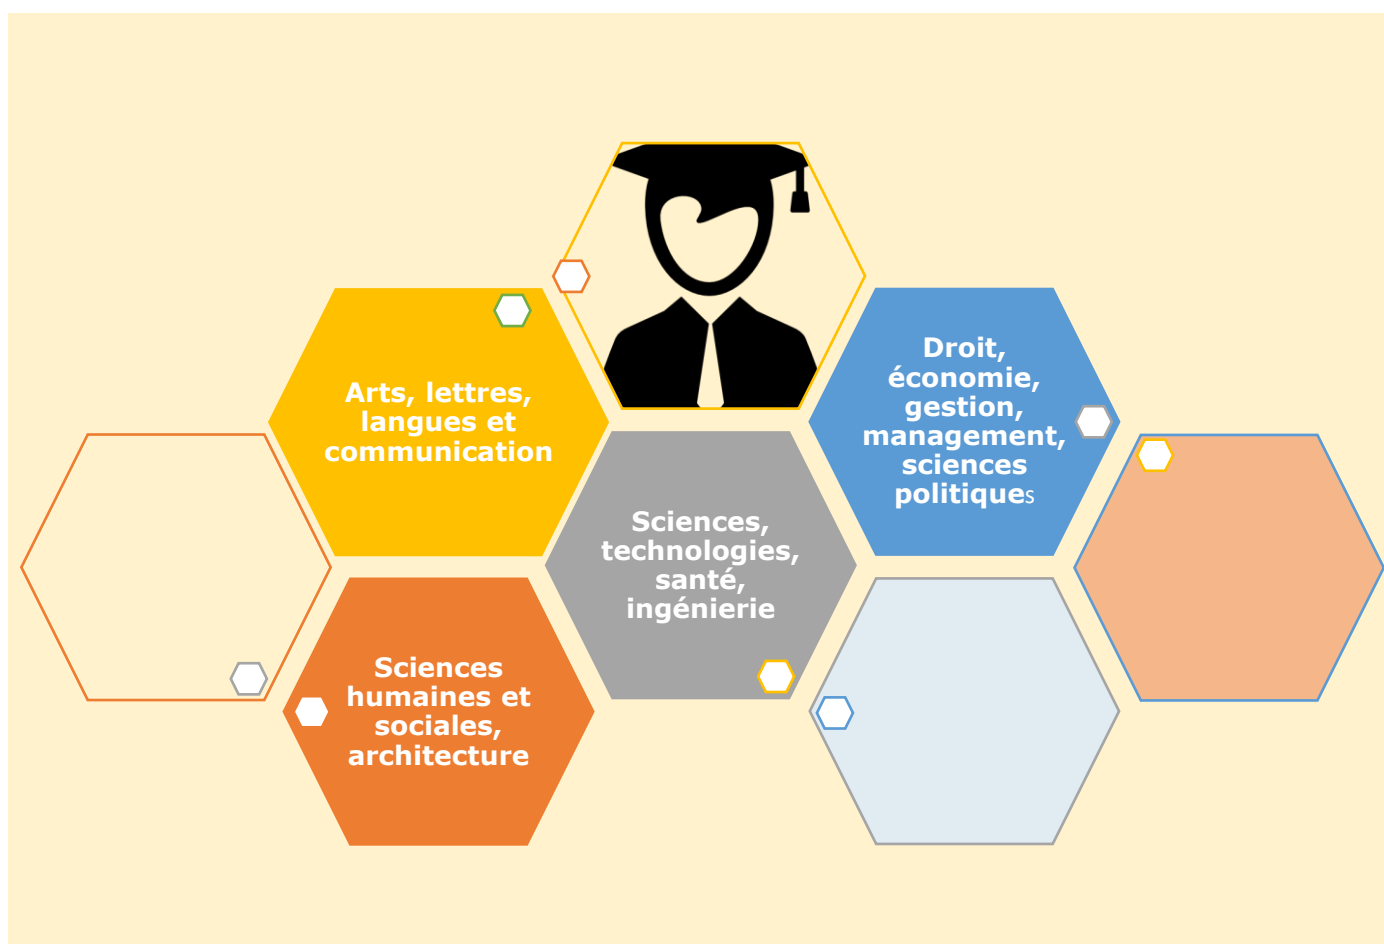 Arts, lettres,
langues et
communication
Droit,
économie,
gestion,
management,
sciences
politiques
Sciences,
technologies,
santé,
ingénierie
Sciences
humaines et
sociales,
architecture